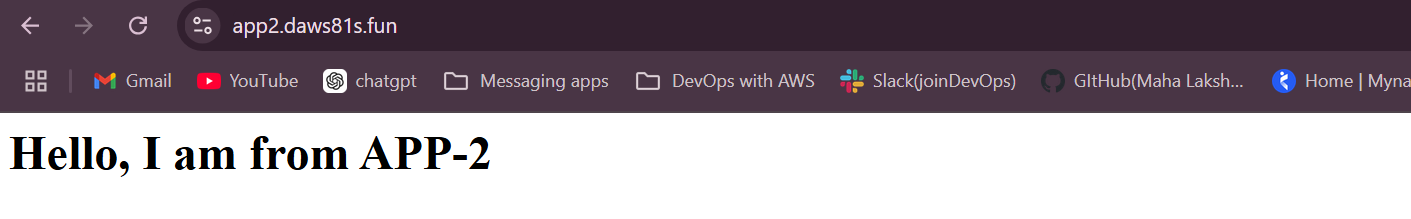 app2.daws81s.fun
Gmail YouTube chatgpt Messaging apps DevOps with AWS Slack(joinDevOps) GItHub(Maha Laksh... Home | Myna
Hello, I am from APP-2